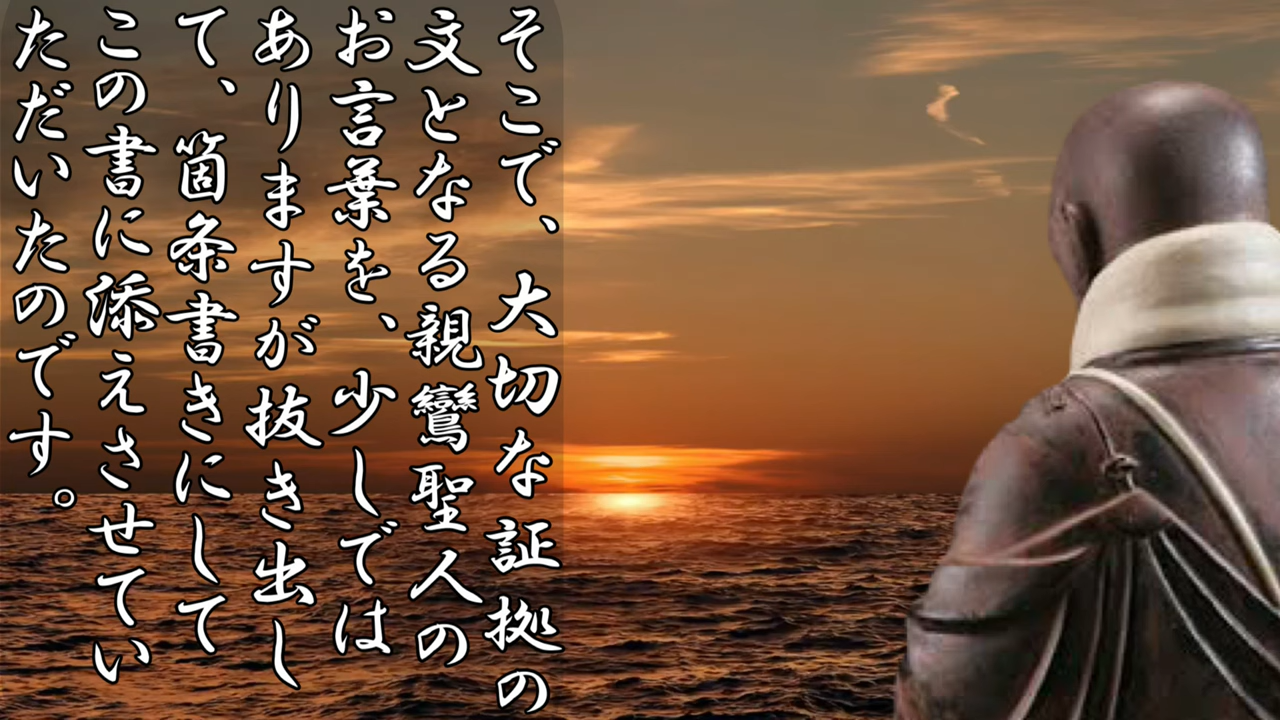 そこで、大切な証拠の
文となる親鸞聖人の
お言葉を、少しでは
ありますが抜き出し
て、箇条書きにして
この書に添えさせてい
ただいたのです。